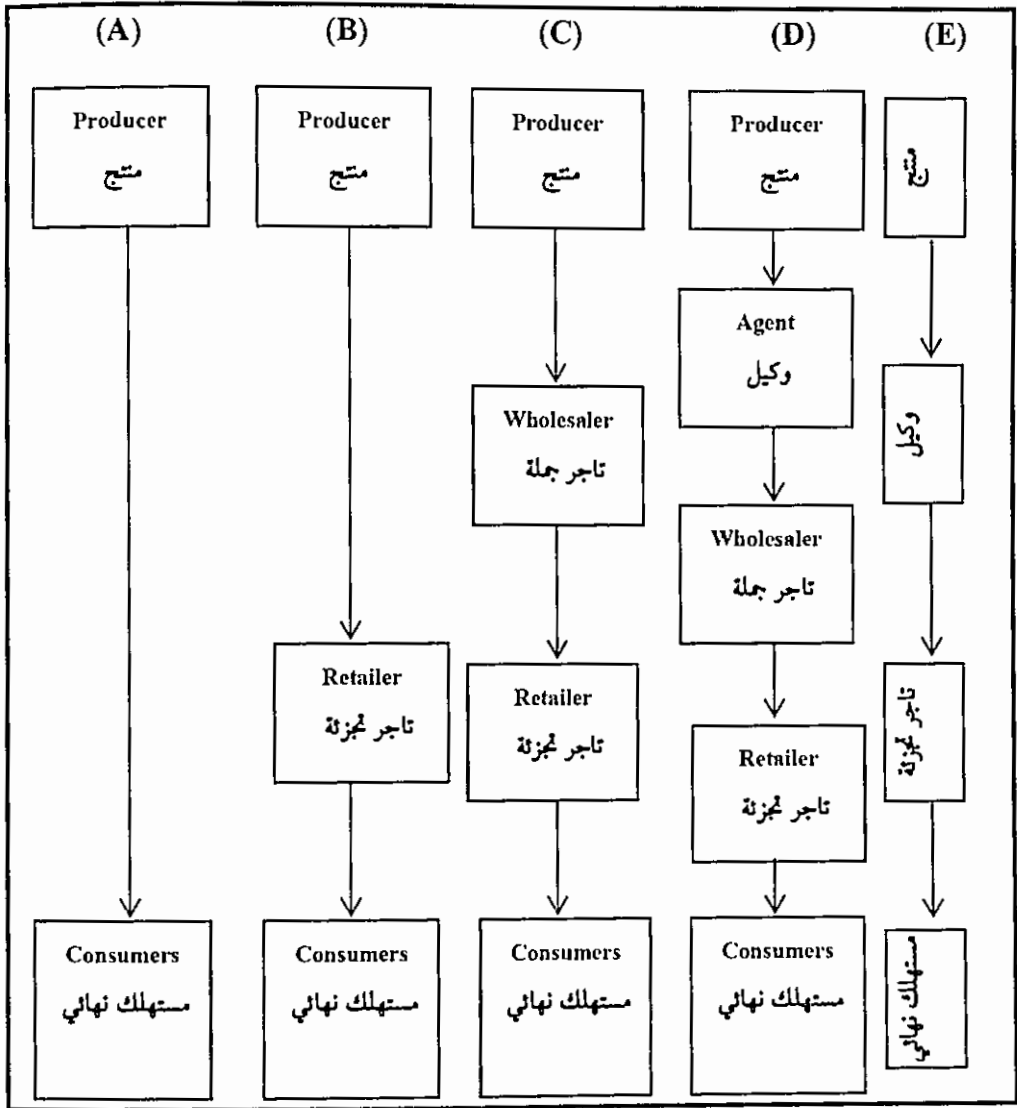 (A)
Producer
منتج
Consumers
مستهلك نهائي
(B)
Producer
منتج
Retailer
تاجر تجزئة
Consumers
مستهلك نهائي
(C)
Producer
منتج
Wholesaler
تاجر جملة
Retailer
تاجر تجزئة
Consumers
مستهلك نهائي
(D)
Producer
منتج
Agent
وكيل
Wholesaler
تاجر جملة
Retailer
تاجر تجزئة
Consumers
مستهلك نهائي
(E)
منتج
وكيل
تاجر تجزئة
مستهلك نهائي